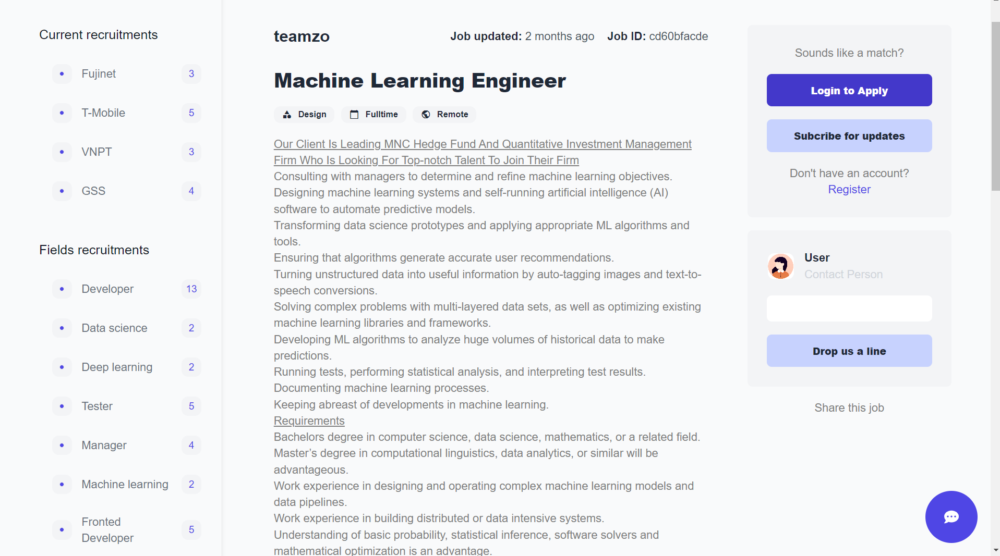 Current recruitments
Fujinet 3
T-Mobile 5
VNPT 3
GSS 4
Fields recruitments
Developer 13
Data science 2
Deep learning 2
Tester 5
Manager 4
Machine learning 2
Fronted
Developer 5
teamzo
Job updated: 2 months ago Job ID: cd60bfacde
Machine Learning Engineer
Design Fulltime Remote
Our Client Is Leading MNC Hedge Fund And Quantitative Investment Management
Firm Who Is Looking For Top-notch Talent To Join Their Firm
Consulting with managers to determine and refine machine learning objectives.
Designing machine learning systems and self-running artificial intelligence (AI)
software to automate predictive models.
Transforming data science prototypes and applying appropriate ML algorithms and
tools.
Ensuring that algorithms generate accurate user recommendations.
Turning unstructured data into useful information by auto-tagging images and text-to-
speech conversions.
Solving complex problems with multi-layered data sets, as well as optimizing existing
machine learning libraries and frameworks.
Developing ML algorithms to analyze huge volumes of historical data to make
predictions.
Running tests, performing statistical analysis, and interpreting test results.
Documenting machine learning processes.
Keeping abreast of developments in machine learning.
Requirements
Bachelors degree in computer science, data science, mathematics, or a related field.
Master’s degree in computational linguistics, data analytics, or similar will be
advantageous.
Work experience in designing and operating complex machine learning models and
data pipelines.
Work experience in building distributed or data intensive systems.
Understanding of basic probability, statistical inference, software solvers and
mathematical optimization is an advantage.
Sounds like a match?
Login to Apply
Subcribe for updates
Don't have an account?
Register
User
Contact Person
Drop us a line
Share this job